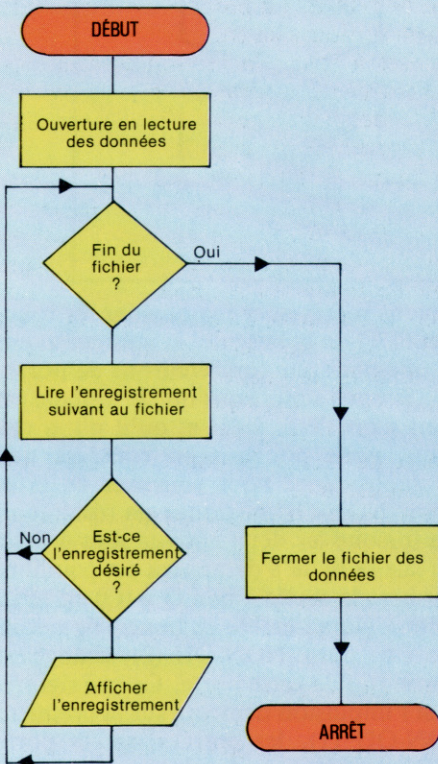 DÉBUT
Ouverture en lecture
des données
Fin du
fichier
?
Oui
Lire l'enregistrement
suivant au fichier
Non
Est-ce
l'enregistrement
désiré
?
Afficher
l'enregistrement
Fermer le fichier des
données
ARRÊT